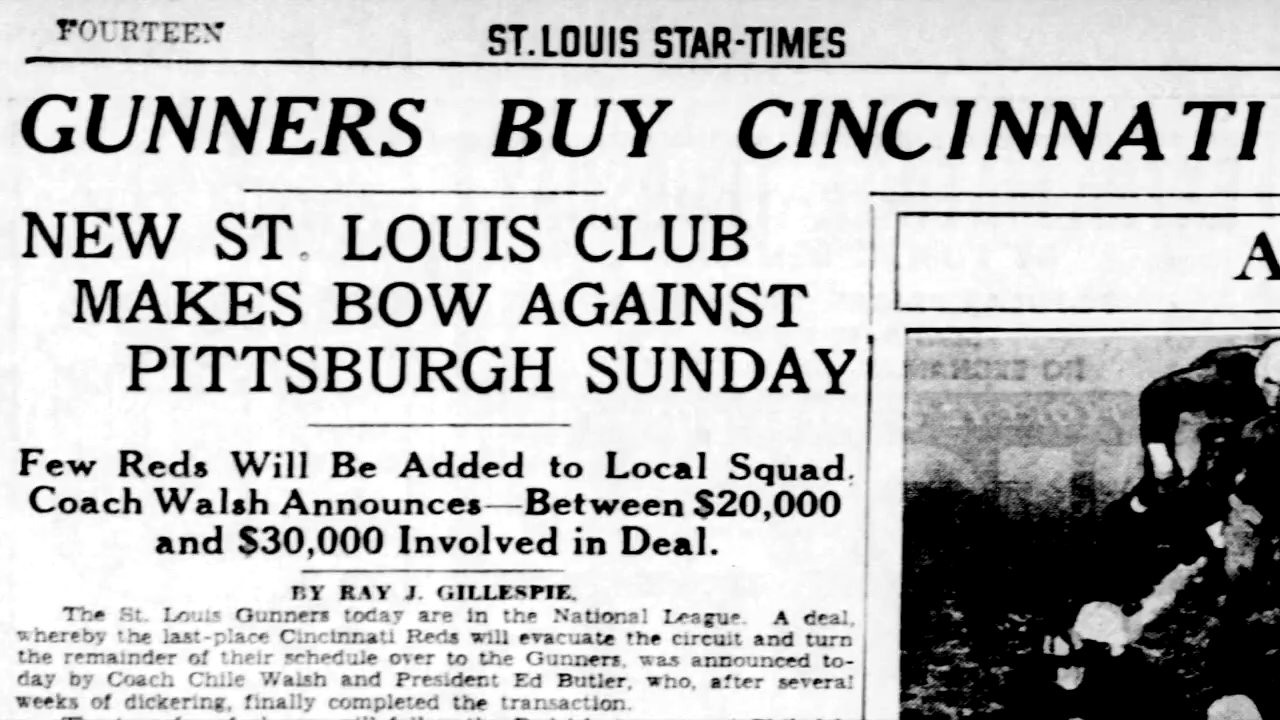 FOURTEEN
ST. LOUIS STAR-TIMES
GUNNERS BUY CINCINNATI
NEW ST. LOUIS CLUB
MAKES BOW AGAINST
PITTSBURGH SUNDAY
Few Reds Will Be Added to Local Squad,
Coach Walsh Announces—Between $20,000
and $30,000 Involved in Deal.
BY RAY J. GILLESPIE.
The St. Louis Gunners today are in the National League. A deal,
whereby the last-place Cincinnati Reds will evacuate the circuit and turn
the remainder of their schedule over to the Gunners, was announced to-
day by Coach Chile Walsh and President Ed Butler, who, after several
weeks of dickering, finally completed the transaction.
A